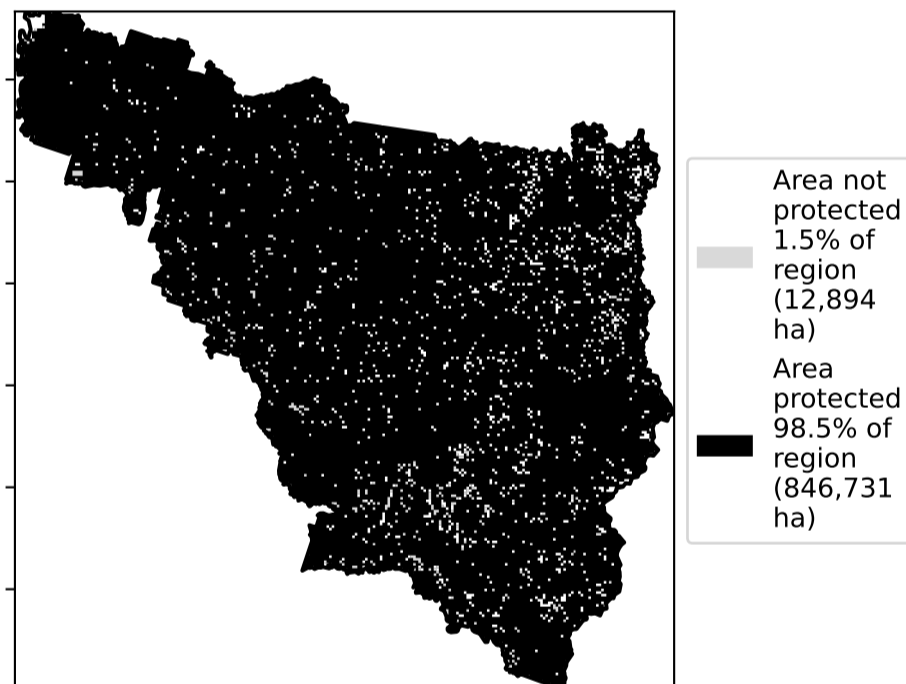 Area not
protected
1.5% of
region
(12,894
ha)
Area
protected
98.5% of
region
(846,731
ha)